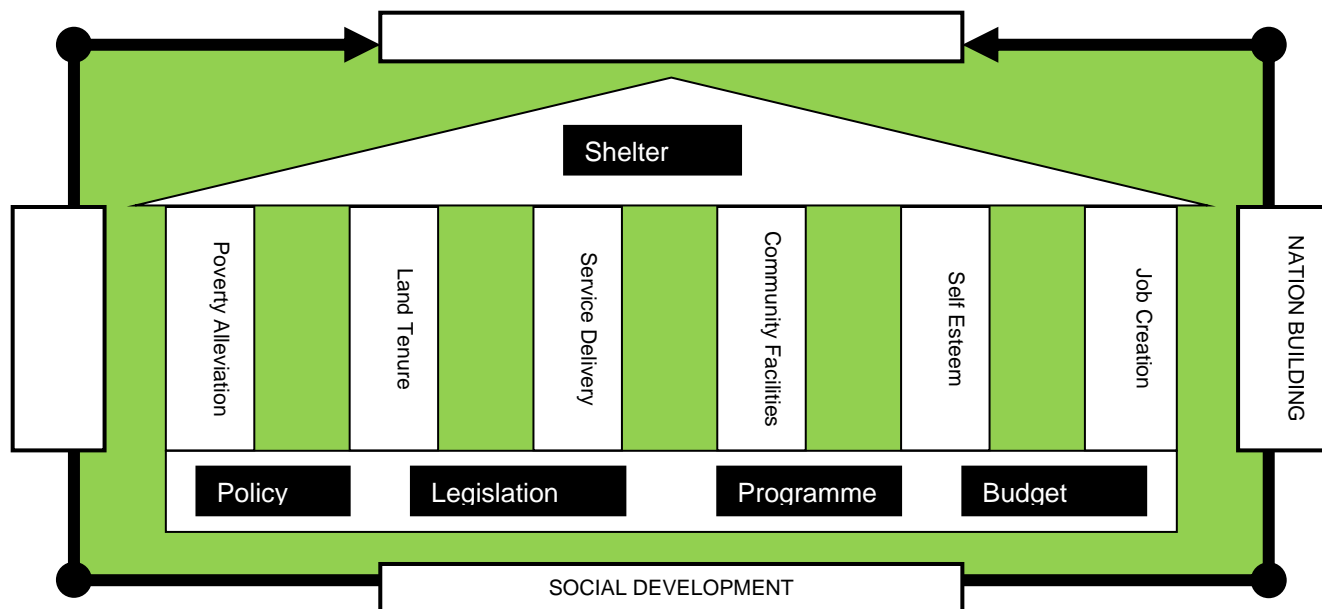 Shelter
Poverty Alleviation
Land Tenure
Service Delivery
Community Facilities
Self Esteem
Job Creation
NATION BUILDING
Policy
Legislation
Programme
Budget
SOCIAL DEVELOPMENT